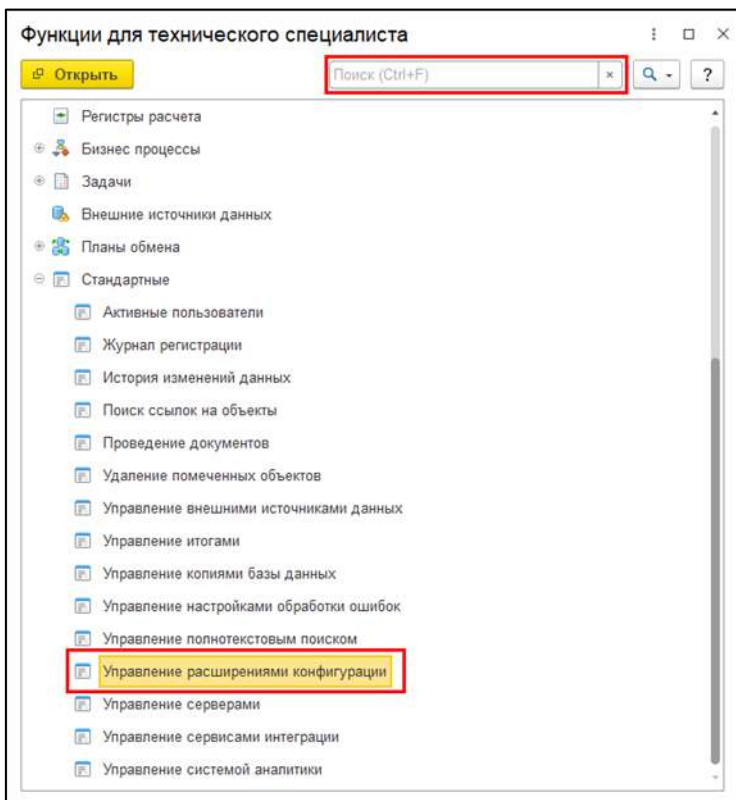 Функции для технического специалиста
Открыть
Поиск (Ctrl+F)
×
?
Регистры расчета
Бизнес процессы
Задачи
Внешние источники данных
Планы обмена
Стандартные
Активные пользователи
Журнал регистрации
История изменений данных
Поиск ссылок на объекты
Проведение документов
Удаление помеченных объектов
Управление внешними источниками данных
Управление итогами
Управление копиями базы данных
Управление настройками обработки ошибок
Управление полнотекстовым поиском
Управление расширениями конфигурации
Управление серверами
Управление сервисами интеграции
Управление системой аналитики